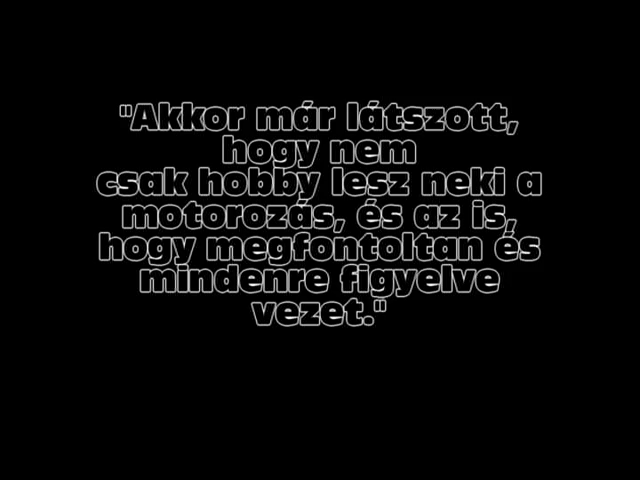 "Akkor már látszott,
hogy nem
csak hobby lesz neki a
motorozás, és az is,
hogy megfontoltan és
mindenre figyelve
vezet."